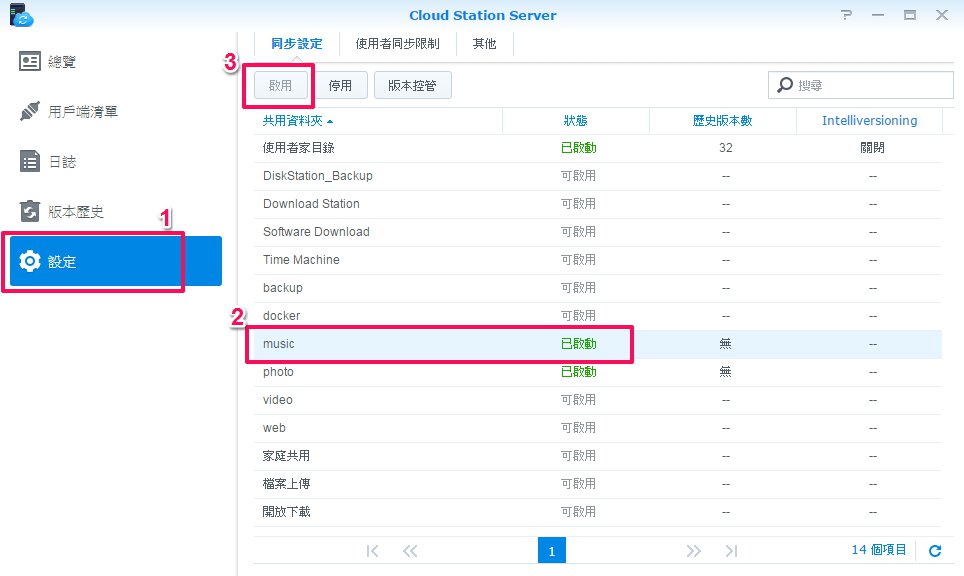 Cloud Station Server
總覽
用戶端清單
日誌
版本歷史
1
設定
同步設定 使用者同步限制 其他
3
啟用 停用 版本控管 搜尋
共用資料夾 狀態 歷史版本數 Intelliversioning
使用者家目錄 已啟動 32 關閉
DiskStation_Backup 可啟用 -- --
Download Station 可啟用 -- --
Software Download 可啟用 -- --
Time Machine 可啟用 -- --
backup 可啟用 -- --
docker 可啟用 -- --
2
music 已啟動 無 --
photo 已啟動 無 --
video 可啟用 -- --
web 可啟用 -- --
家庭共用 可啟用 -- --
檔案上傳 可啟用 -- --
開放下載 可啟用 -- --
1 14 個項目